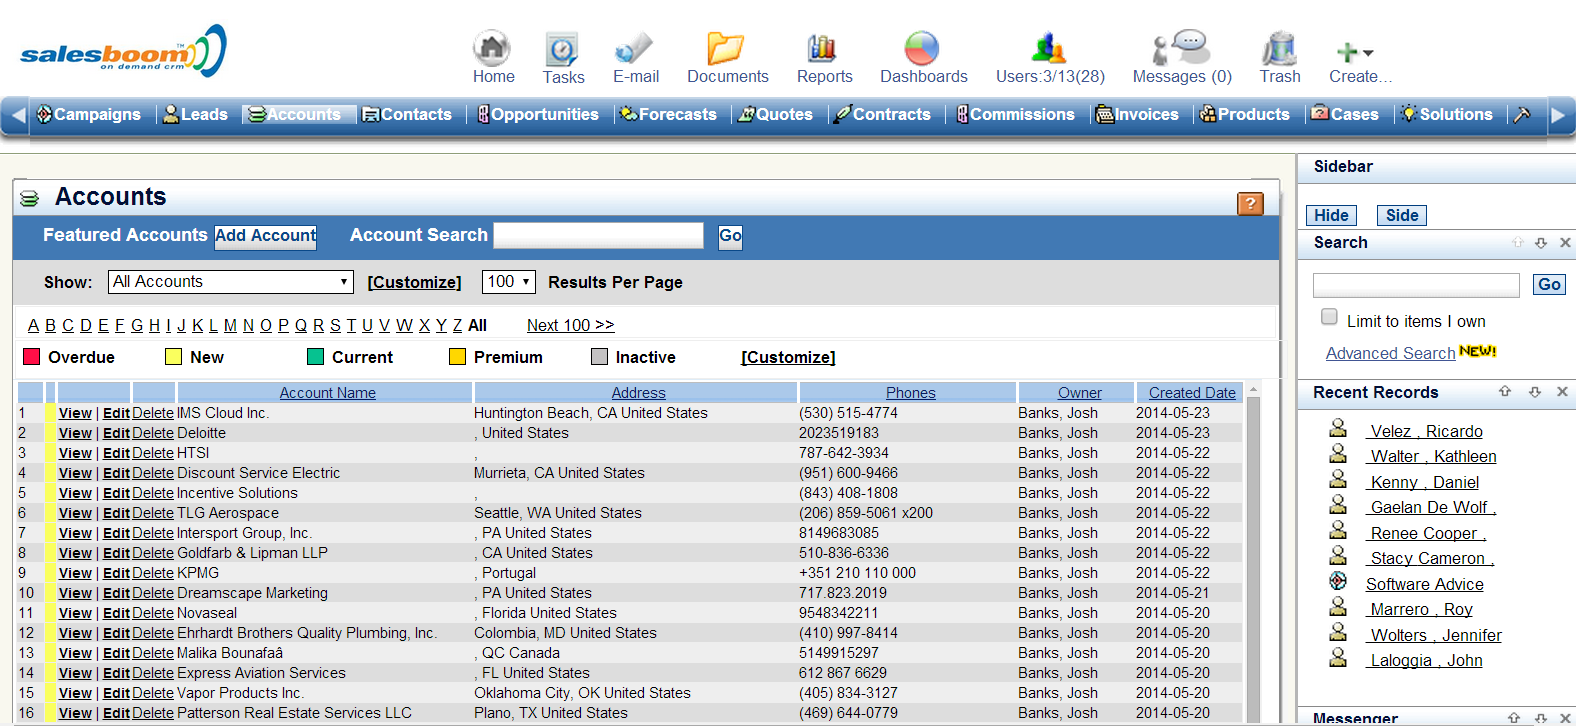 salesboom™
on demand crm
Home Tasks E-mail Documents Reports Dashboards Users:3/13(28) Messages (0) Trash Create...
Campaigns Leads Accounts Contacts Opportunities Forecasts Quotes Contracts Commissions Invoices Products Cases Solutions
Accounts ?
Featured Accounts Add Account Account Search Go
Show: All Accounts [Customize] 100 Results Per Page
A B C D E F G H I J K L M N O P Q R S T U V W X Y Z All Next 100 >>
Overdue New Current Premium Inactive [Customize]
Account Name Address Phones Owner Created Date
1 View | Edit Delete IMS Cloud Inc. Huntington Beach, CA United States (530) 515-4774 Banks, Josh 2014-05-23
2 View | Edit Delete Deloitte , United States 2023519183 Banks, Josh 2014-05-23
3 View | Edit Delete HTSI , 787-642-3934 Banks, Josh 2014-05-22
4 View | Edit Delete Discount Service Electric Murrieta, CA United States (951) 600-9466 Banks, Josh 2014-05-22
5 View | Edit Delete Incentive Solutions , (843) 408-1808 Banks, Josh 2014-05-22
6 View | Edit Delete TLG Aerospace Seattle, WA United States (206) 859-5061 x200 Banks, Josh 2014-05-22
7 View | Edit Delete Intersport Group, Inc. , PA United States 8149683085 Banks, Josh 2014-05-22
8 View | Edit Delete Goldfarb & Lipman LLP , CA United States 510-836-6336 Banks, Josh 2014-05-22
9 View | Edit Delete KPMG , Portugal +351 210 110 000 Banks, Josh 2014-05-22
10 View | Edit Delete Dreamscape Marketing , PA United States 717.823.2019 Banks, Josh 2014-05-21
11 View | Edit Delete Novaseal , Florida United States 9548342211 Banks, Josh 2014-05-20
12 View | Edit Delete Ehrhardt Brothers Quality Plumbing, Inc. Colombia, MD United States (410) 997-8414 Banks, Josh 2014-05-20
13 View | Edit Delete Malika Bounafaâ , QC Canada 5149915297 Banks, Josh 2014-05-20
14 View | Edit Delete Express Aviation Services , FL United States 612 867 6629 Banks, Josh 2014-05-20
15 View | Edit Delete Vapor Products Inc. Oklahoma City, OK United States (405) 834-3127 Banks, Josh 2014-05-20
16 View | Edit Delete Patterson Real Estate Services LLC Plano, TX United States (469) 644-0779 Banks, Josh 2014-05-20
Sidebar
Hide Side
Search
Go
Limit to items I own
Advanced Search NEW!
Recent Records
Velez , Ricardo
Walter , Kathleen
Kenny , Daniel
Gaelan De Wolf ,
Renee Cooper ,
Stacy Cameron ,
Software Advice
Marrero , Roy
Wolters , Jennifer
Laloggia , John
Messenger